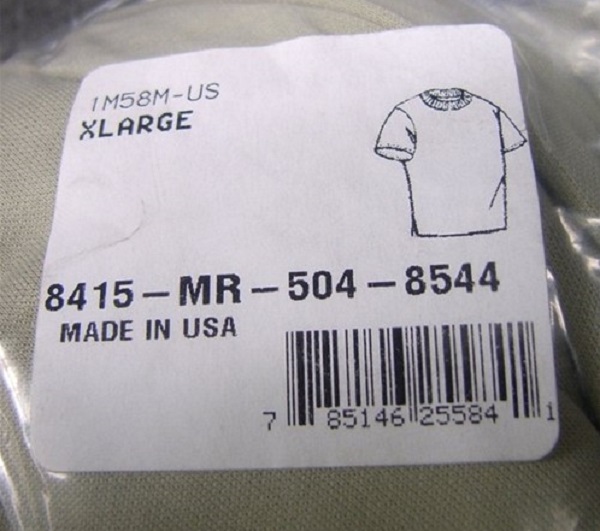 1M58M-US
XLARGE
8415-MR-504-8544
MADE IN USA
7 85146 25584 1